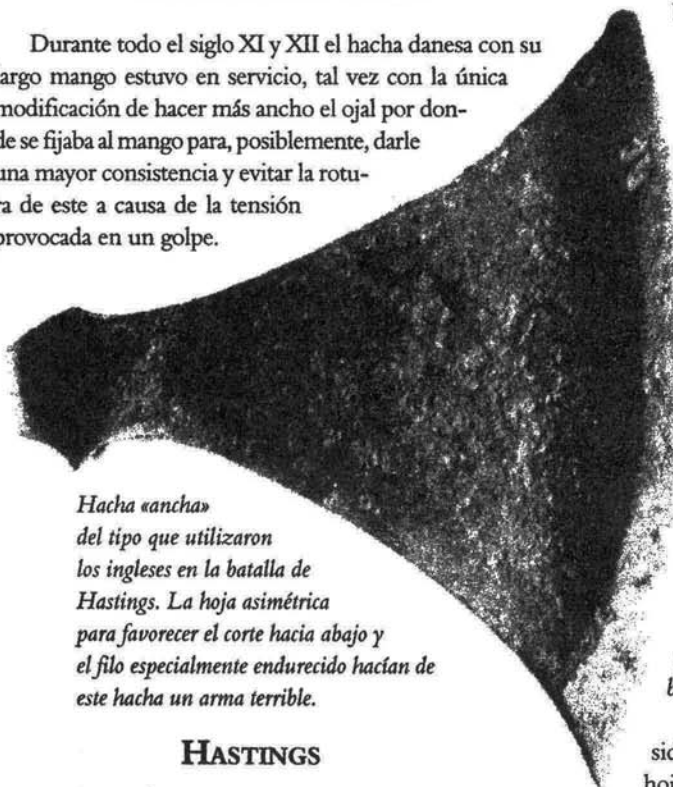 Durante todo el siglo XI y XII el hacha danesa con su
largo mango estuvo en servicio, tal vez con la única
modificación de hacer más ancho el ojal por don-
de se fijaba al mango para, posiblemente, darle
una mayor consistencia y evitar la rotu-
ra de este a causa de la tensión
provocada en un golpe.
Hacha «ancha»
del tipo que utilizaron
los ingleses en la batalla de
Hastings. La hoja asimétrica
para favorecer el corte hacia abajo y
el filo especialmente endurecido hacían de
este hacha un arma terrible.
HASTINGS